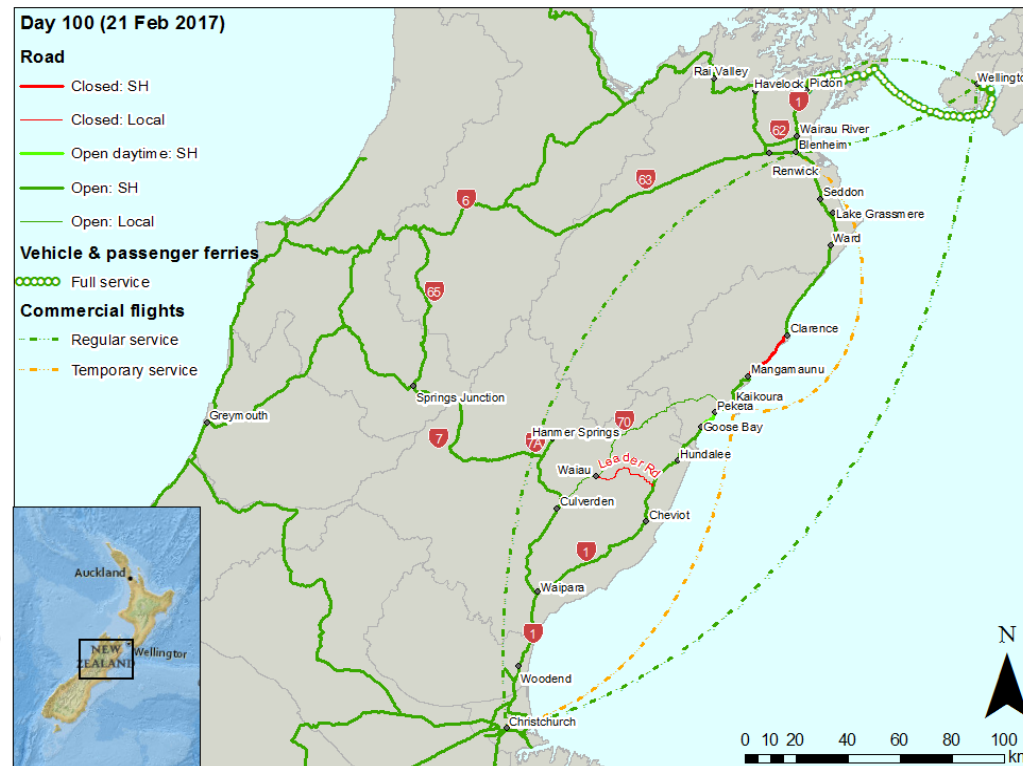 Day 100 (21 Feb 2017)
Road
Closed: SH
Closed: Local
Open daytime: SH
Open: SH
Open: Local
Vehicle & passenger ferries
Full service
Commercial flights
Regular service
Temporary service
Rai Valley
Havelock
Picton
Wellington
1
62
Wairau River
Blenheim
Renwick
63
6
Seddon
Lake Grassmere
Ward
65
Clarence
Mangamaunu
Springs Junction
Kaikoura
Peketa
Greymouth
70
Goose Bay
7
7A
Hanmer Springs
Hundalee
Waiau
Leader Rd
Culverden
Cheviot
1
Waipara
1
Woodend
Christchurch
Auckland
Wellingtor
NEW
ZEALAND
N
0 10 20 40 60 80 100
km